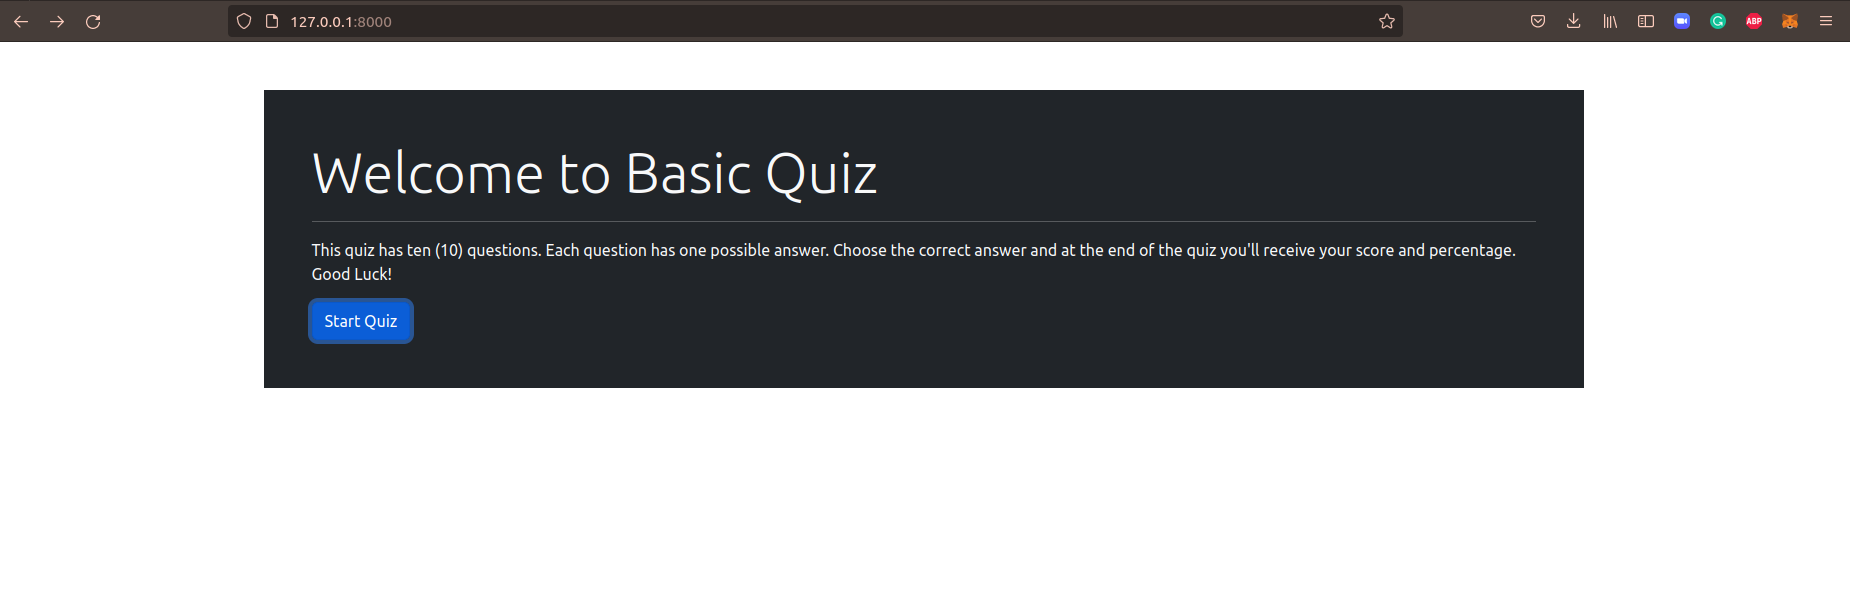 127.0.0.1:8000
ABP
Welcome to Basic Quiz
This quiz has ten (10) questions. Each question has one possible answer. Choose the correct answer and at the end of the quiz you'll receive your score and percentage.
Good Luck!
Start Quiz